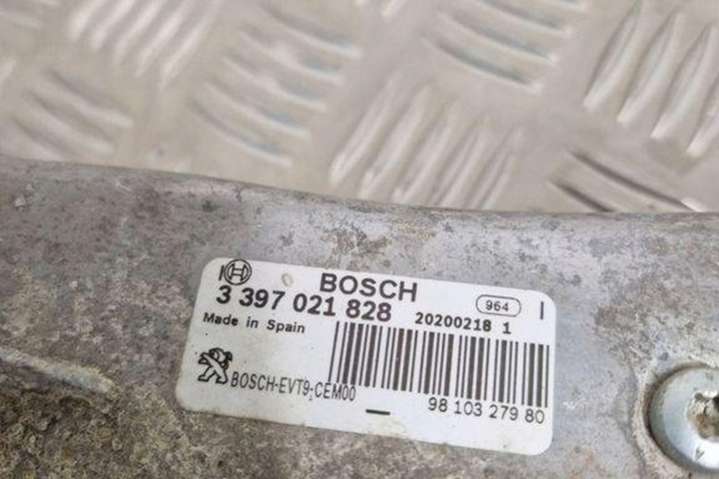 BOSCH
964
3 397 021 828
20200218 1
Made in Spain
BOSCH-EVT9-CEM00
98 103 279 80